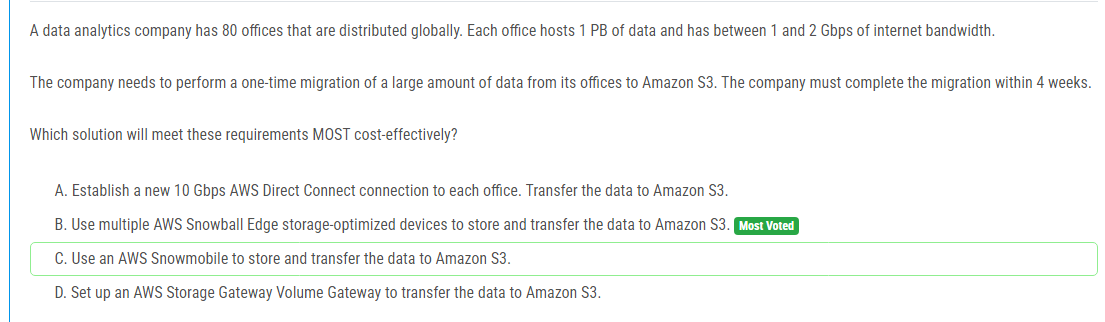 A data analytics company has 80 offices that are distributed globally. Each office hosts 1 PB of data and has between 1 and 2 Gbps of internet bandwidth.
The company needs to perform a one-time migration of a large amount of data from its offices to Amazon S3. The company must complete the migration within 4 weeks.
Which solution will meet these requirements MOST cost-effectively?
A. Establish a new 10 Gbps AWS Direct Connect connection to each office. Transfer the data to Amazon S3.
B. Use multiple AWS Snowball Edge storage-optimized devices to store and transfer the data to Amazon S3. Most Voted
C. Use an AWS Snowmobile to store and transfer the data to Amazon S3.
D. Set up an AWS Storage Gateway Volume Gateway to transfer the data to Amazon S3.